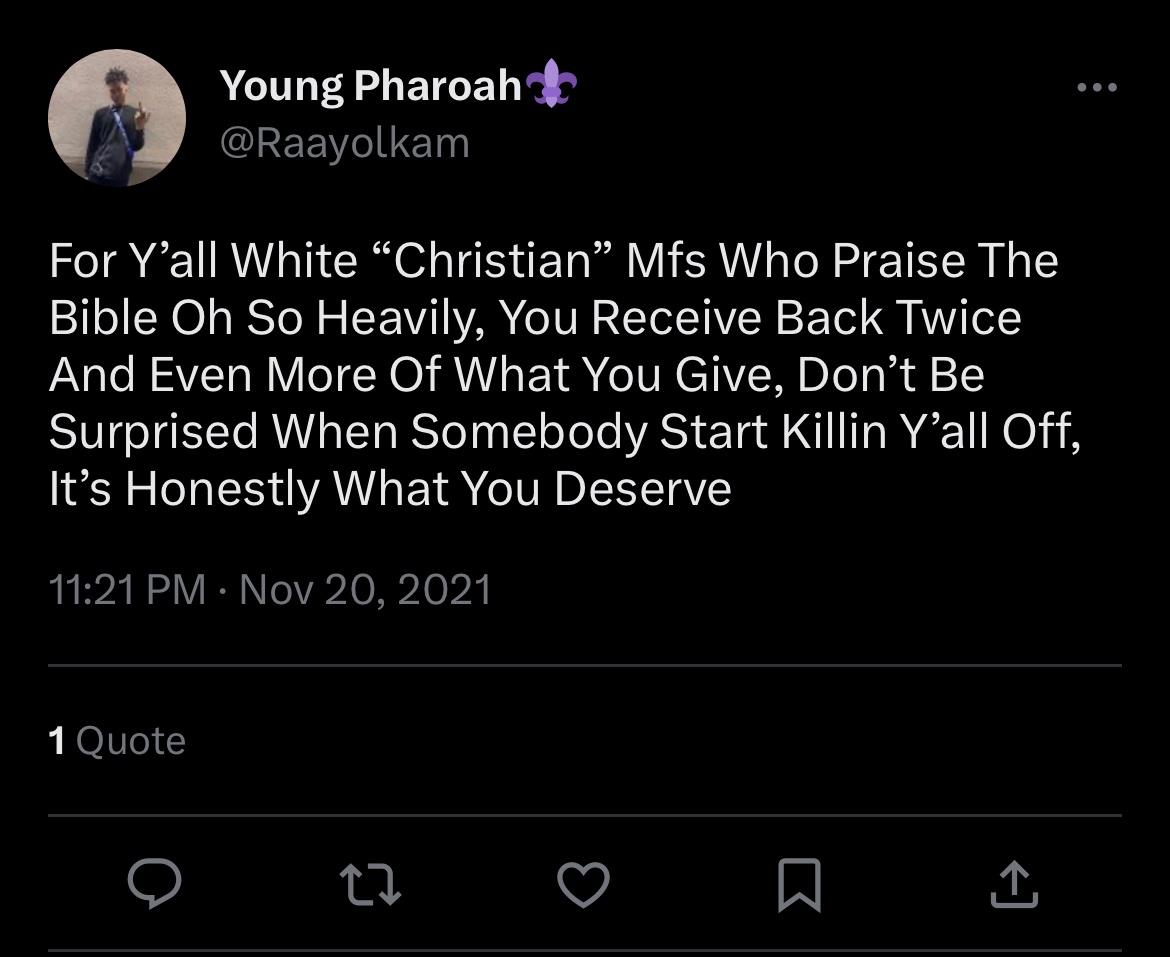 Young Pharoah⚜
@Raayolkam
For Y’all White “Christian” Mfs Who Praise The
Bible Oh So Heavily, You Receive Back Twice
And Even More Of What You Give, Don’t Be
Surprised When Somebody Start Killin Y’all Off,
It’s Honestly What You Deserve
11:21 PM · Nov 20, 2021
1 Quote